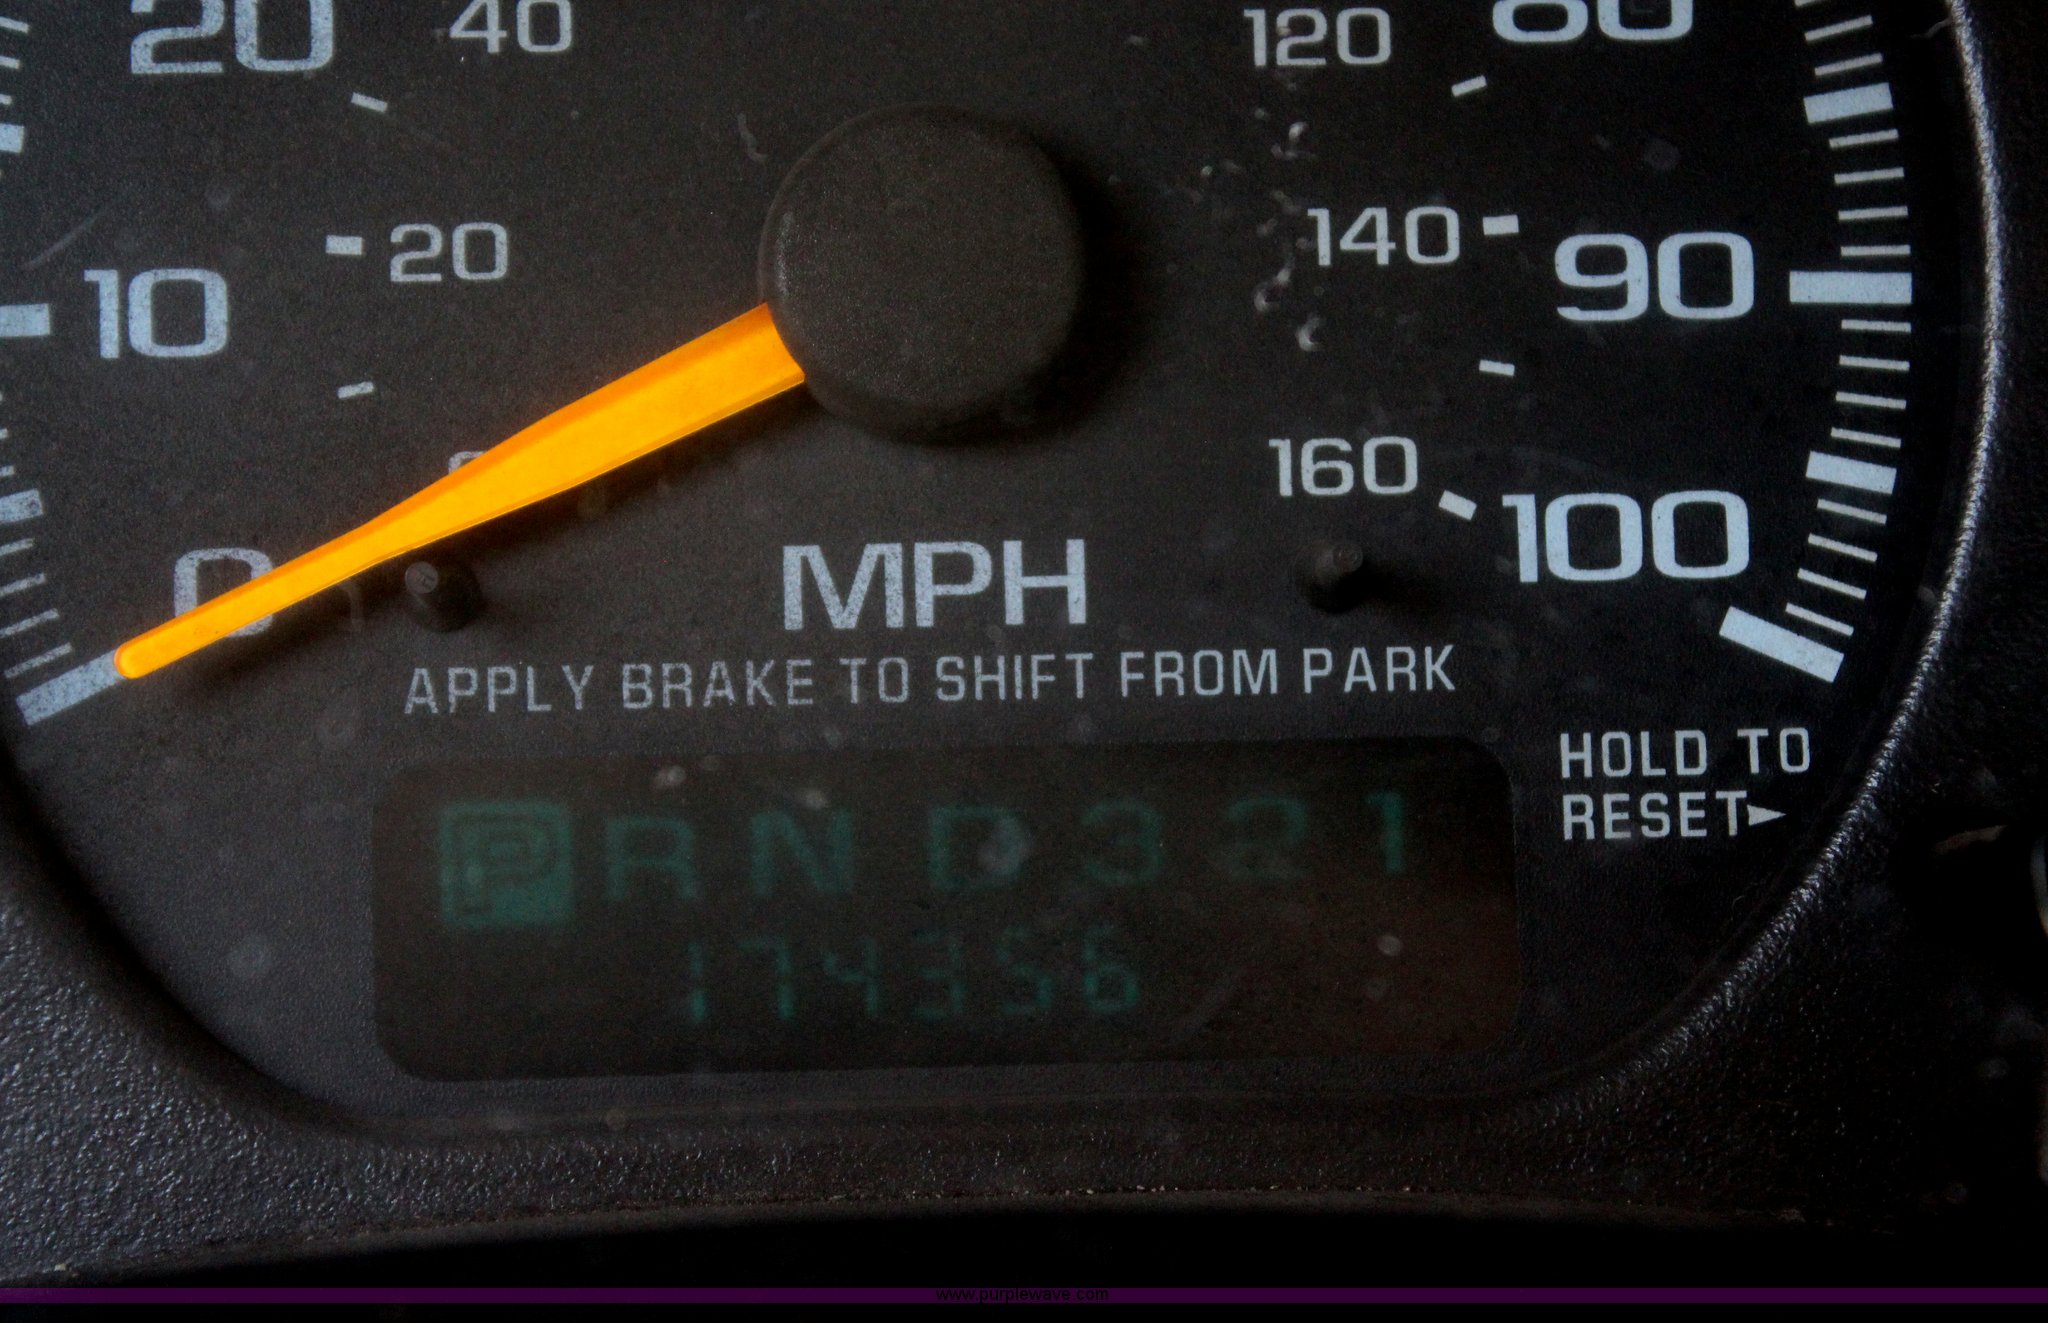 20 40 120 80
20 140 90
10
160 100
0 MPH
APPLY BRAKE TO SHIFT FROM PARK
HOLD TO
RESET
P R N D 3 2 1
174356
www.purplewave.com